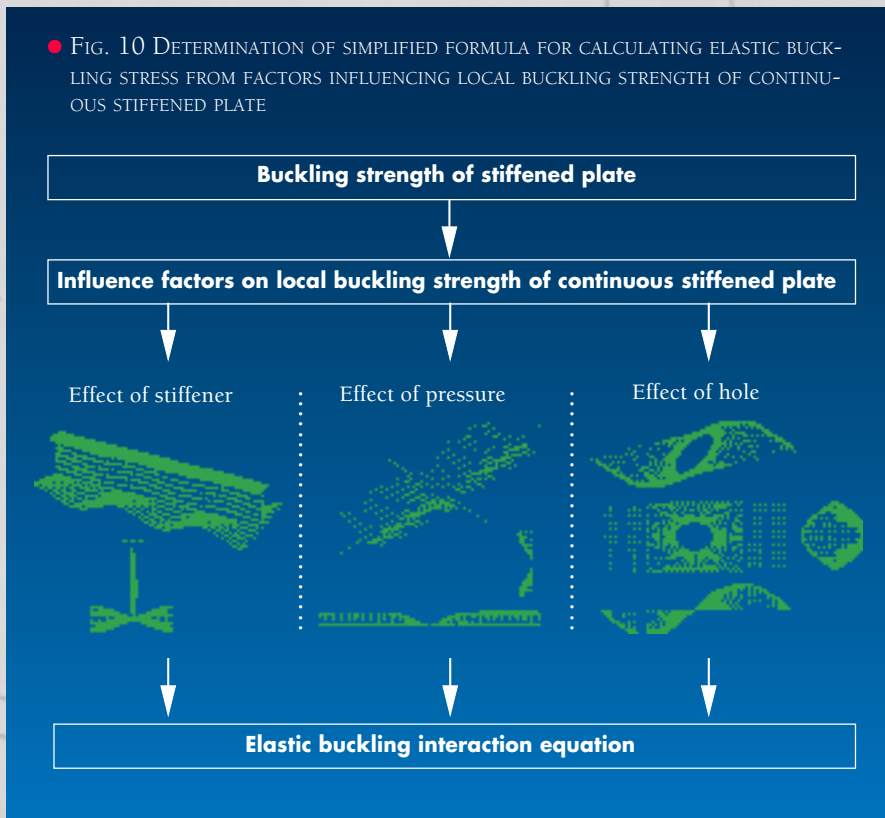 FIG. 10 DETERMINATION OF SIMPLIFIED FORMULA FOR CALCULATING ELASTIC BUCK-
LING STRESS FROM FACTORS INFLUENCING LOCAL BUCKLING STRENGTH OF CONTINU-
OUS STIFFENED PLATE
Buckling strength of stiffened plate
Influence factors on local buckling strength of continuous stiffened plate
Effect of stiffener
Effect of pressure
Effect of hole
Elastic buckling interaction equation